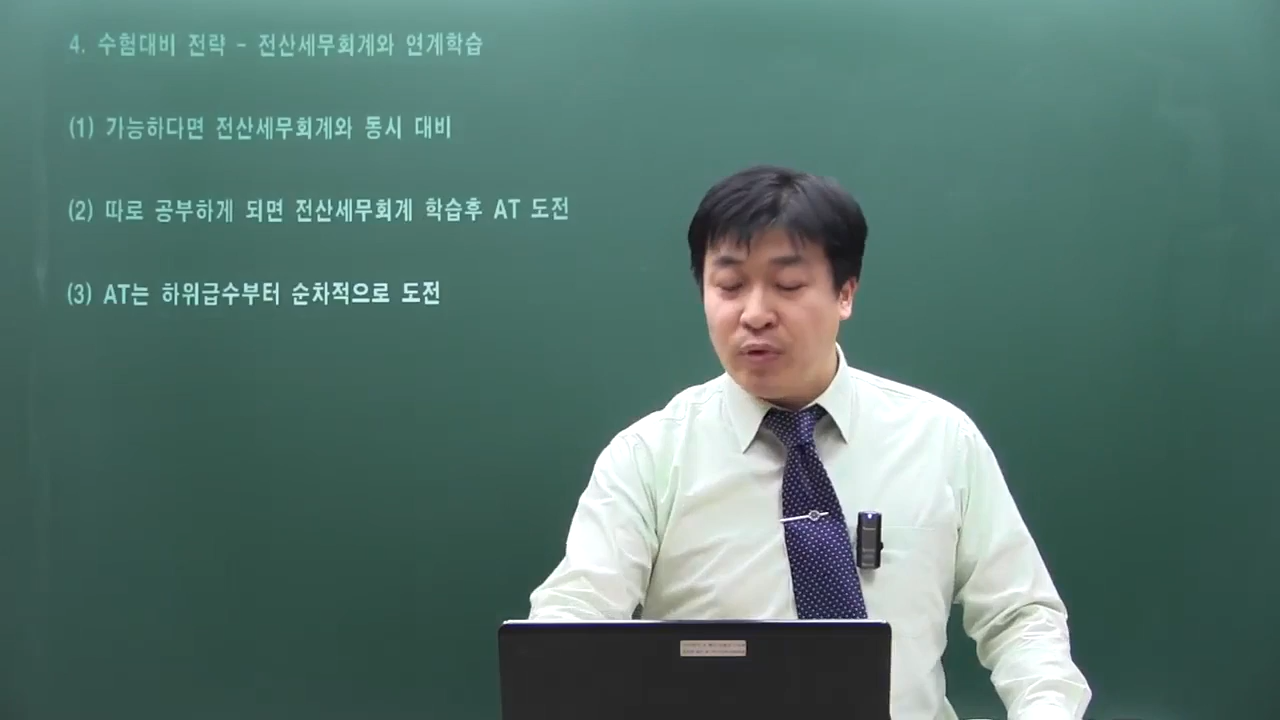 4. 수험대비 전략 - 전산세무회계와 연계학습
(1) 가능하다면 전산세무회계와 동시 대비
(2) 따로 공부하게 되면 전산세무회계 학습후 AT 도전
(3) AT는 하위급수부터 순차적으로 도전